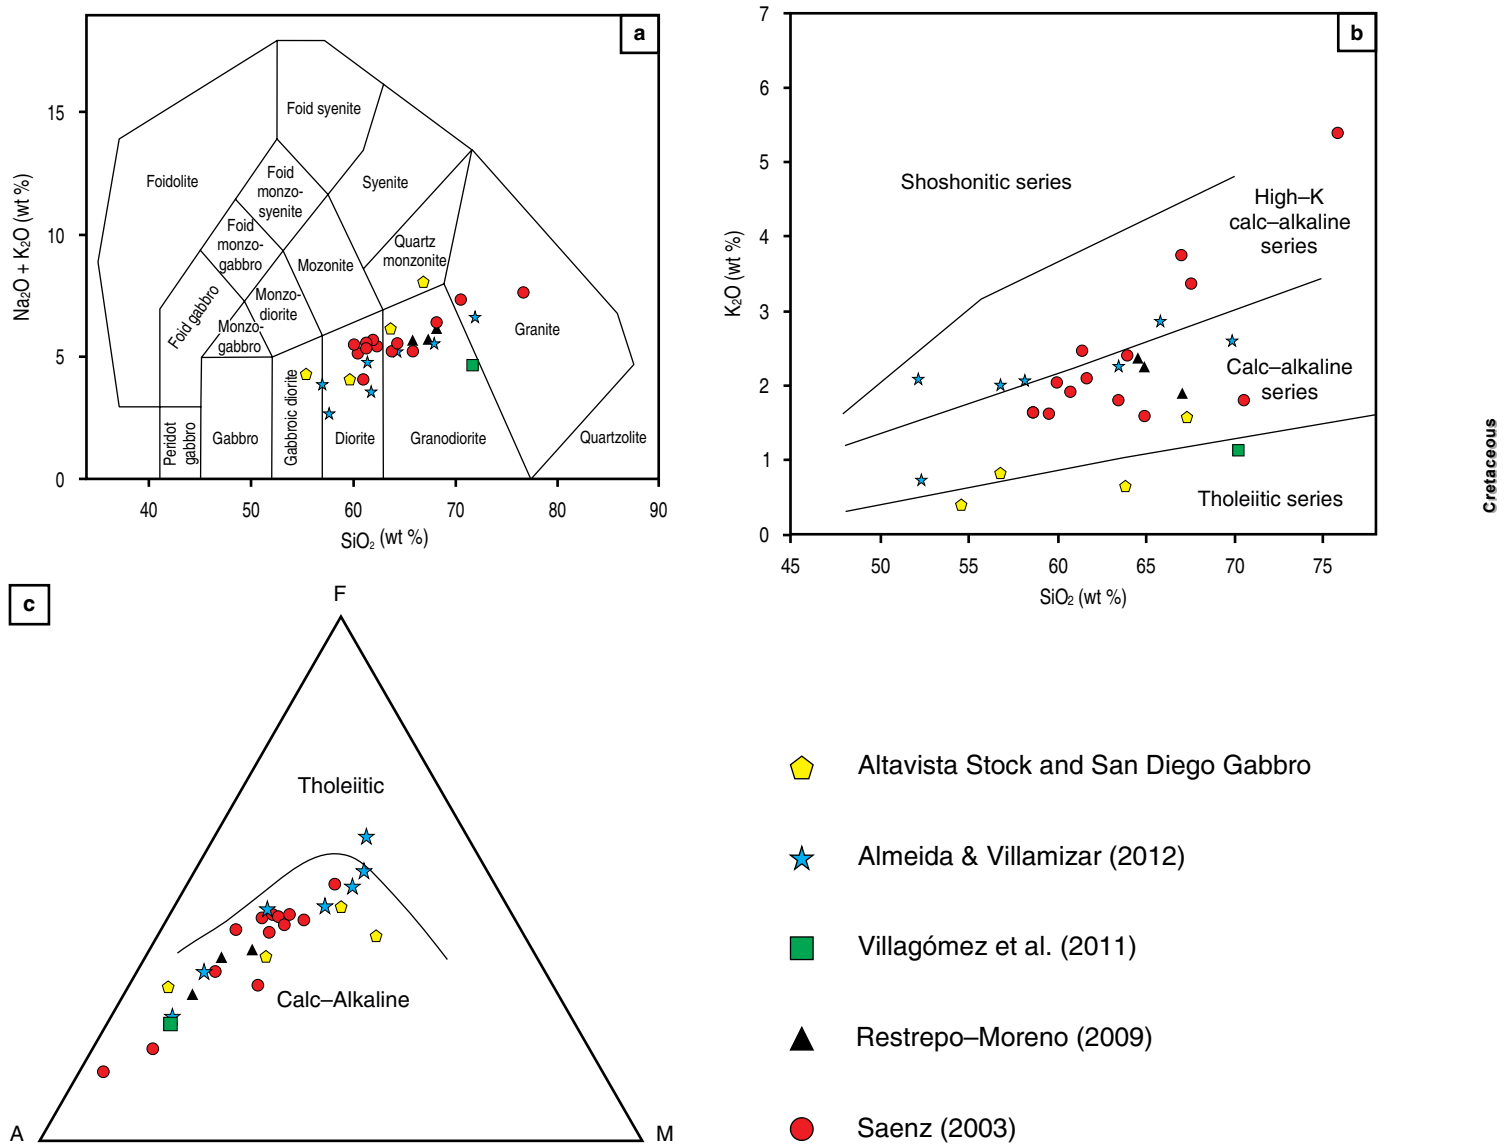 a
15
10
5
0
Na2O + K2O (wt %)
Foid syenite
Foidolite
Foid
monzo-
syenite
Syenite
Foid
monzo-
gabbro
Quartz
monzonite
Mozonite
Foid gabbro
Monzo-
diorite
Monzo-
gabbro
Granite
Peridot
gabbro
Gabbro
Gabbroic diorite
Diorite
Granodiorite
Quartzolite
40 50 60 70 80 90
SiO2 (wt %)
b
7
6
5
4
3
2
1
0
K2O (wt %)
Shoshonitic series
High–K
calc–alkaline
series
Calc–alkaline
series
Tholeiitic series
45 50 55 60 65 70 75
SiO2 (wt %)
Cretaceous
c
F
Tholeiitic
Calc–Alkaline
A
M
Altavista Stock and San Diego Gabbro
Almeida & Villamizar (2012)
Villagómez et al. (2011)
Restrepo–Moreno (2009)
Saenz (2003)